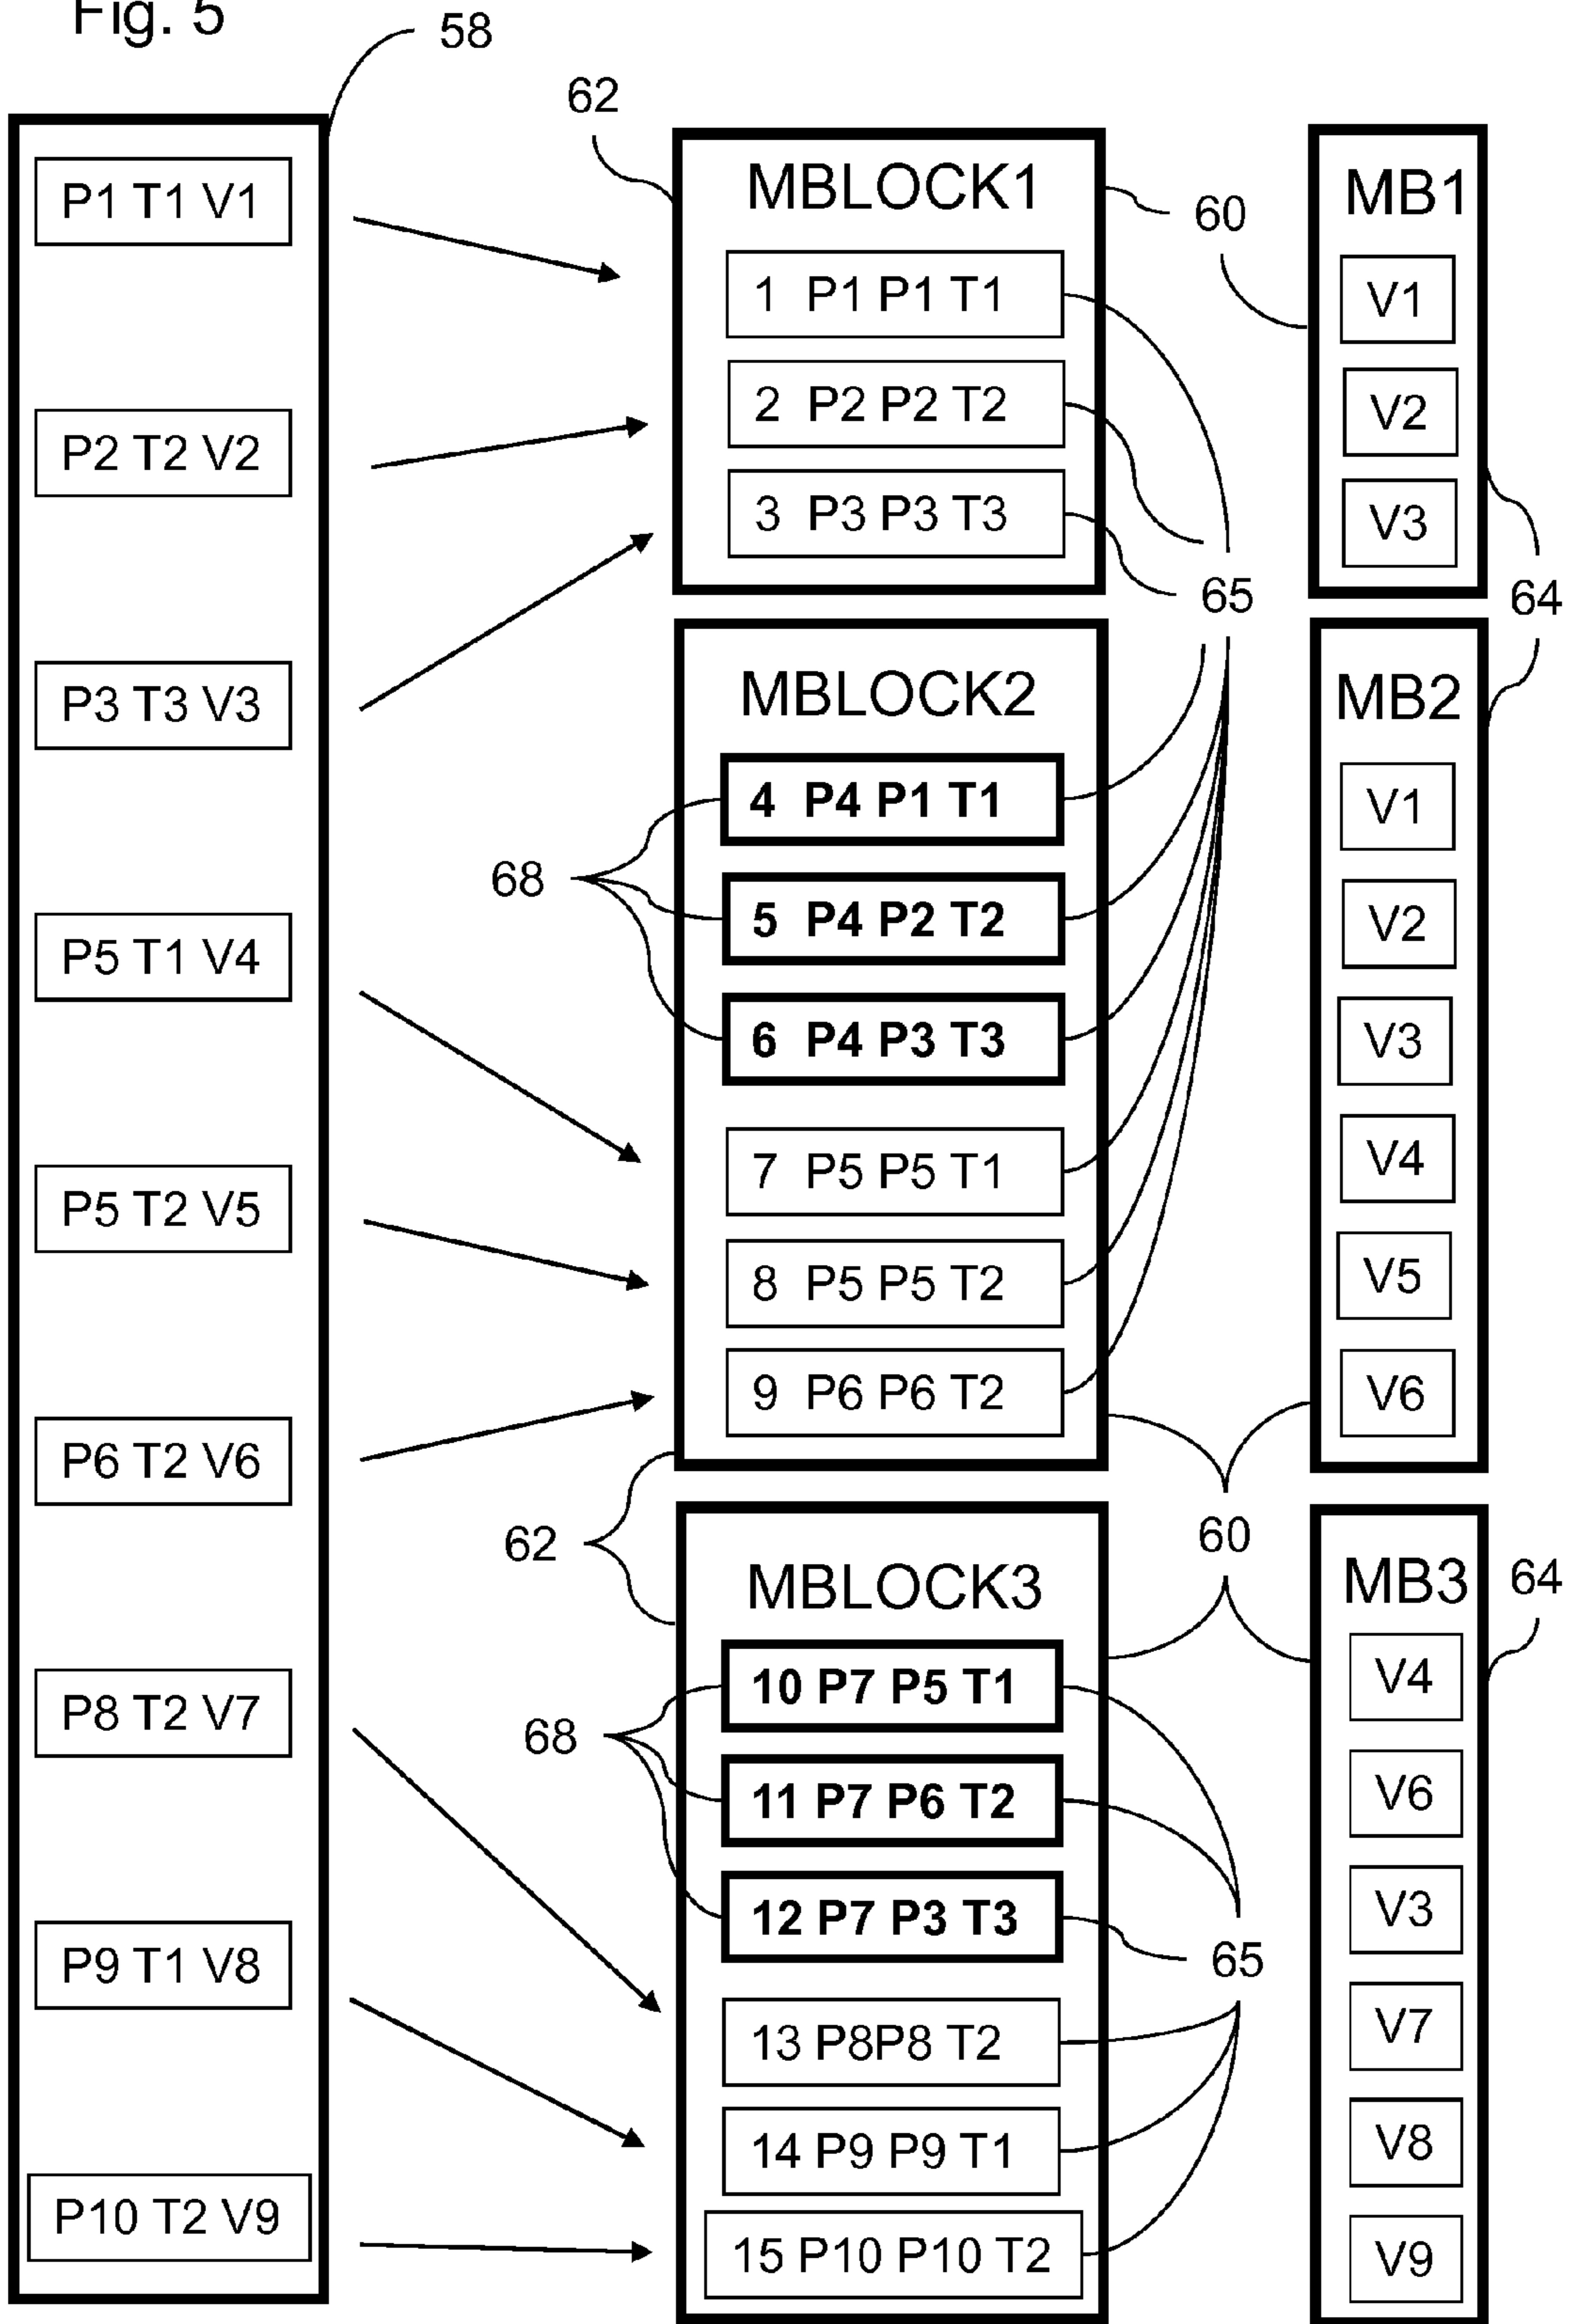 Fig. 5
58
P1 T1 V1
P2 T2 V2
P3 T3 V3
P5 T1 V4
P5 T2 V5
P6 T2 V6
P8 T2 V7
P9 T1 V8
P10 T2 V9
62
MBLOCK1
1 P1 P1 T1
2 P2 P2 T2
3 P3 P3 T3
60
65
MBLOCK2
4 P4 P1 T1
5 P4 P2 T2
6 P4 P3 T3
7 P5 P5 T1
8 P5 P5 T2
9 P6 P6 T2
68
62
60
MBLOCK3
10 P7 P5 T1
11 P7 P6 T2
12 P7 P3 T3
13 P8P8 T2
14 P9 P9 T1
15 P10 P10 T2
68
65
MB1
V1
V2
V3
64
MB2
V1
V2
V3
V4
V5
V6
MB3
64
V4
V6
V3
V7
V8
V9